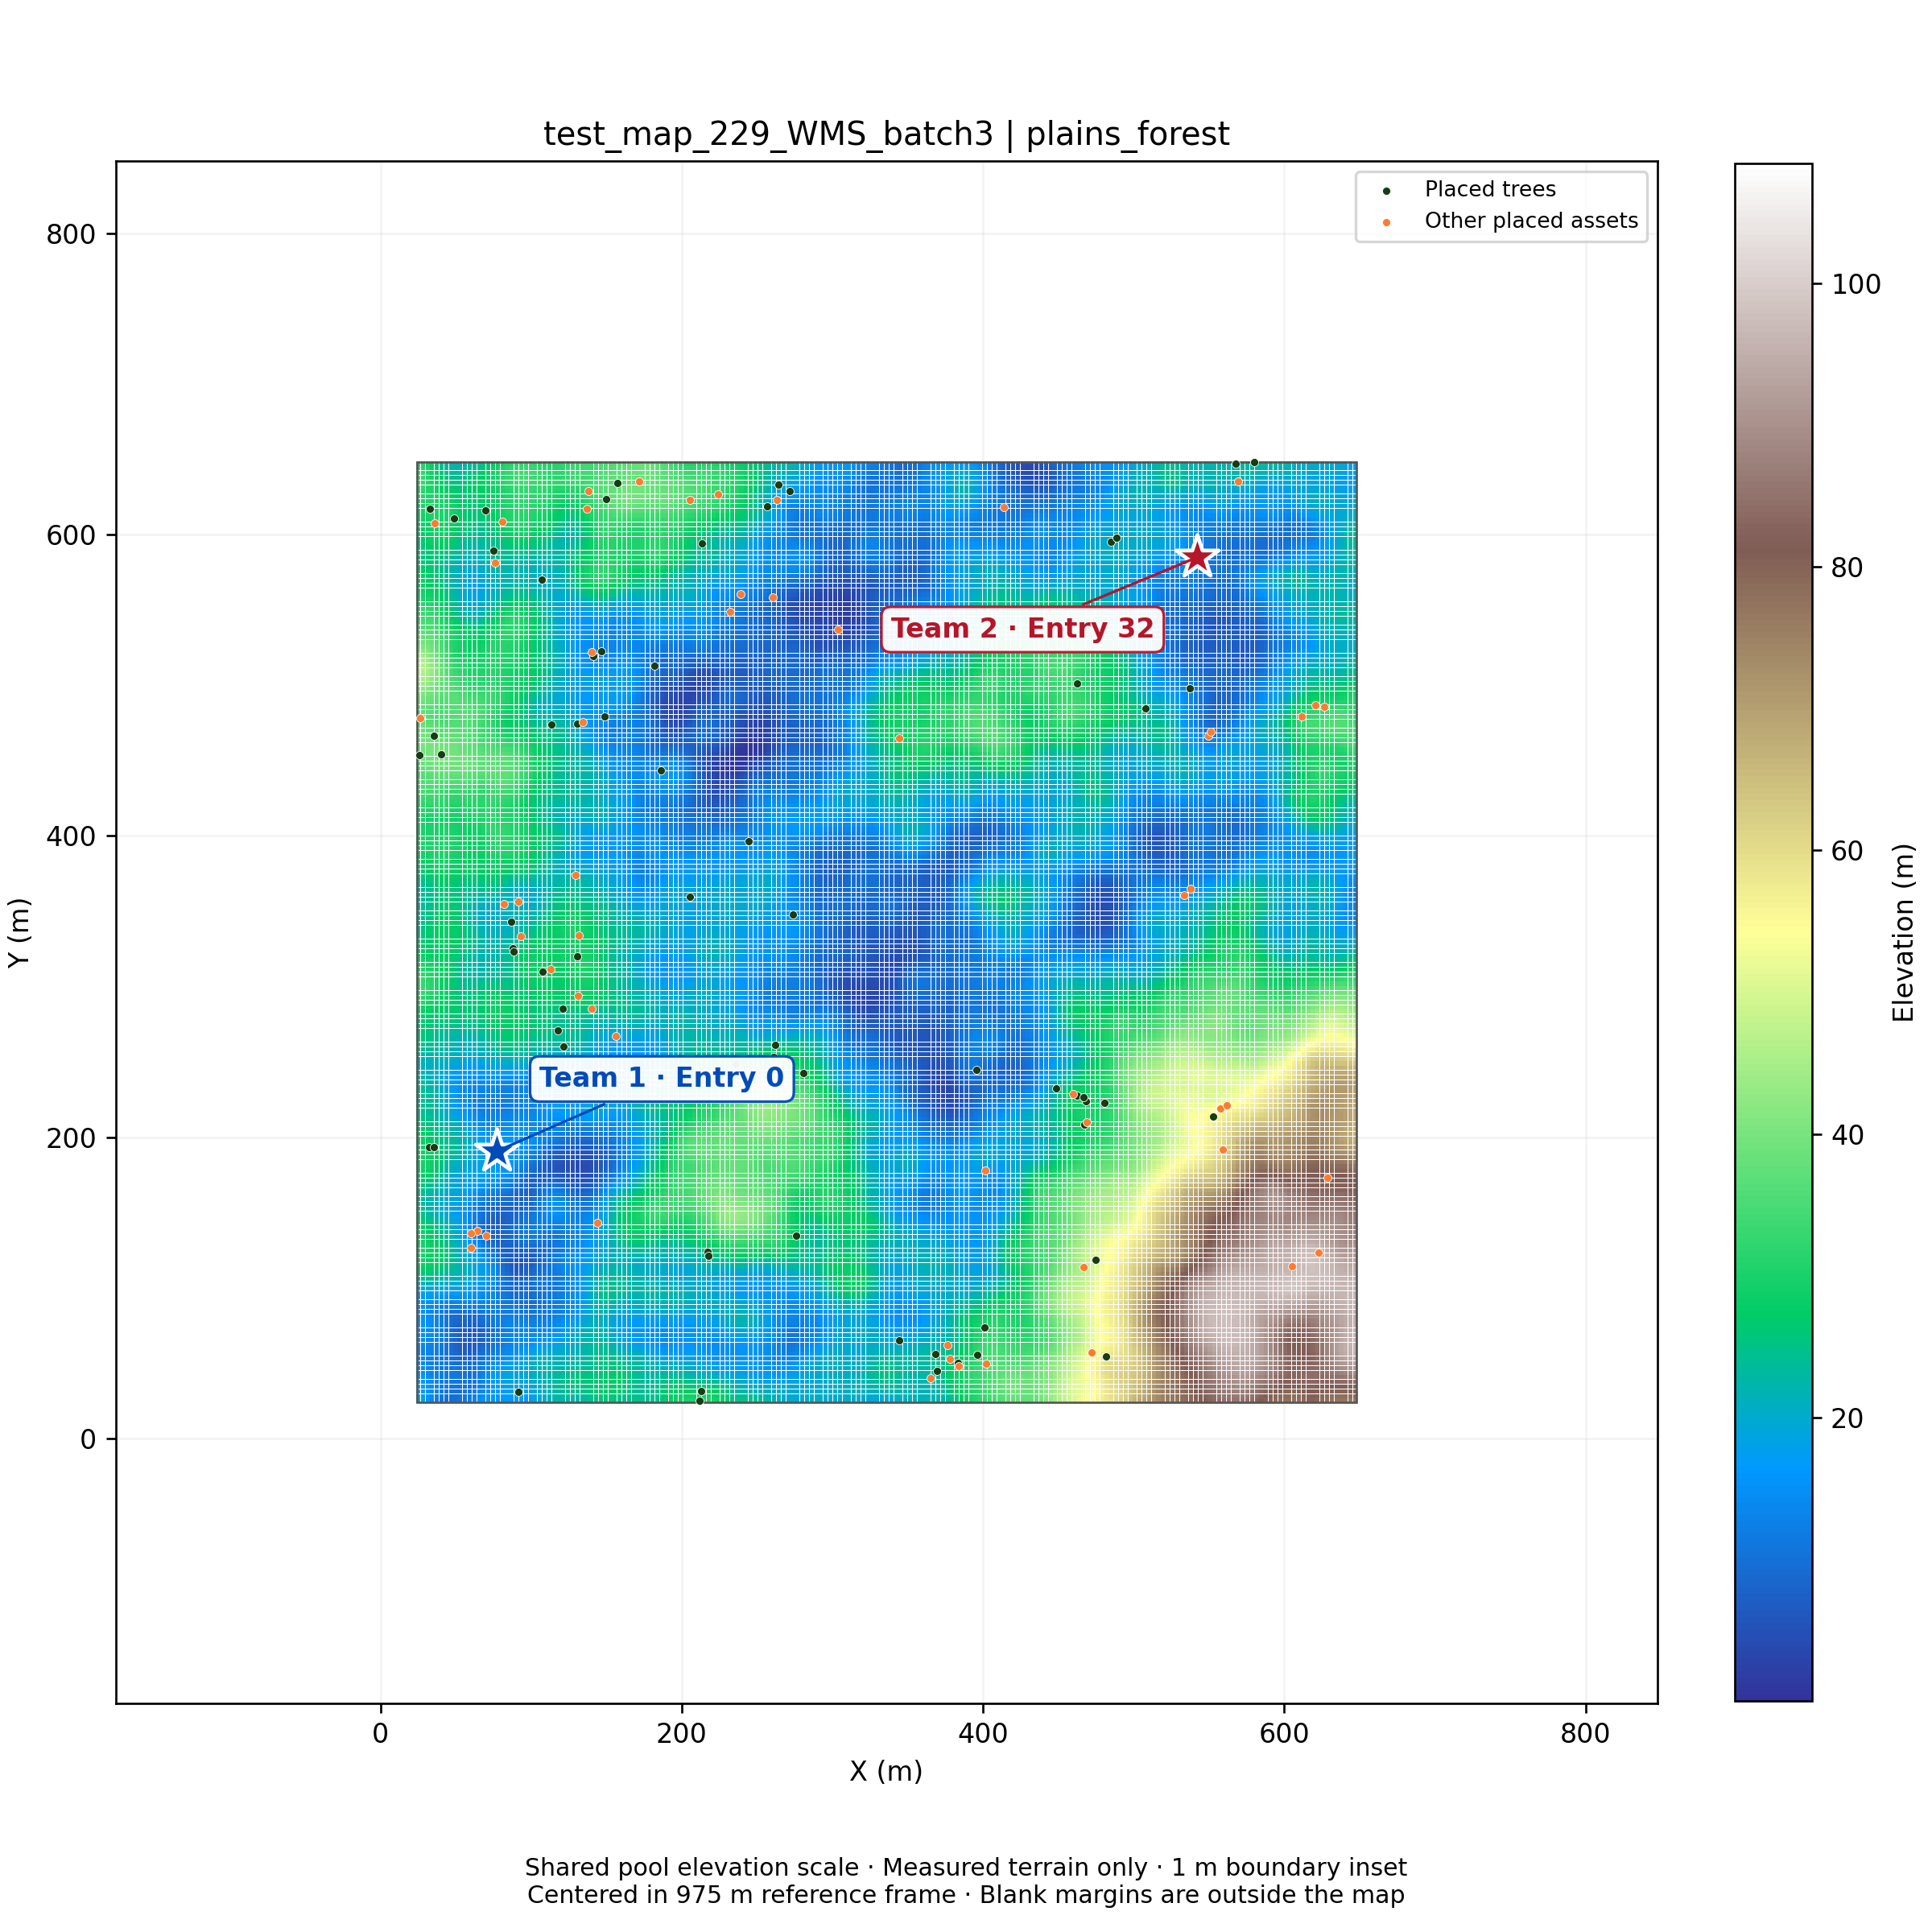 test_map_229_WMS_batch3 | plains_forest
Placed trees
Other placed assets
Team 2 · Entry 32
Team 1 · Entry 0
800
600
400
200
0
Y (m)
0
200
400
600
800
X (m)
100
80
60
40
20
Elevation (m)
Shared pool elevation scale · Measured terrain only · 1 m boundary inset
Centered in 975 m reference frame · Blank margins are outside the map